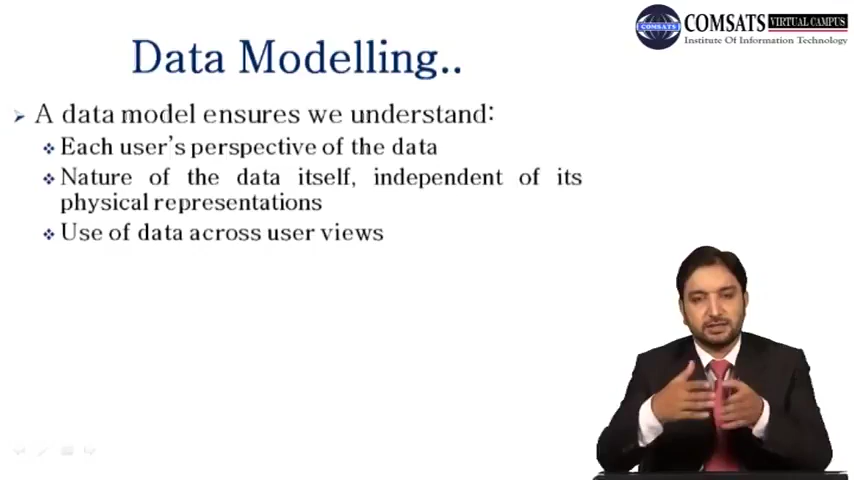 COMSATS VIRTUAL CAMPUS
COMSATS
Institute Of Information Technology
Data Modelling..
A data model ensures we understand:
Each user's perspective of the data
Nature of the data itself, independent of its
physical representations
Use of data across user views